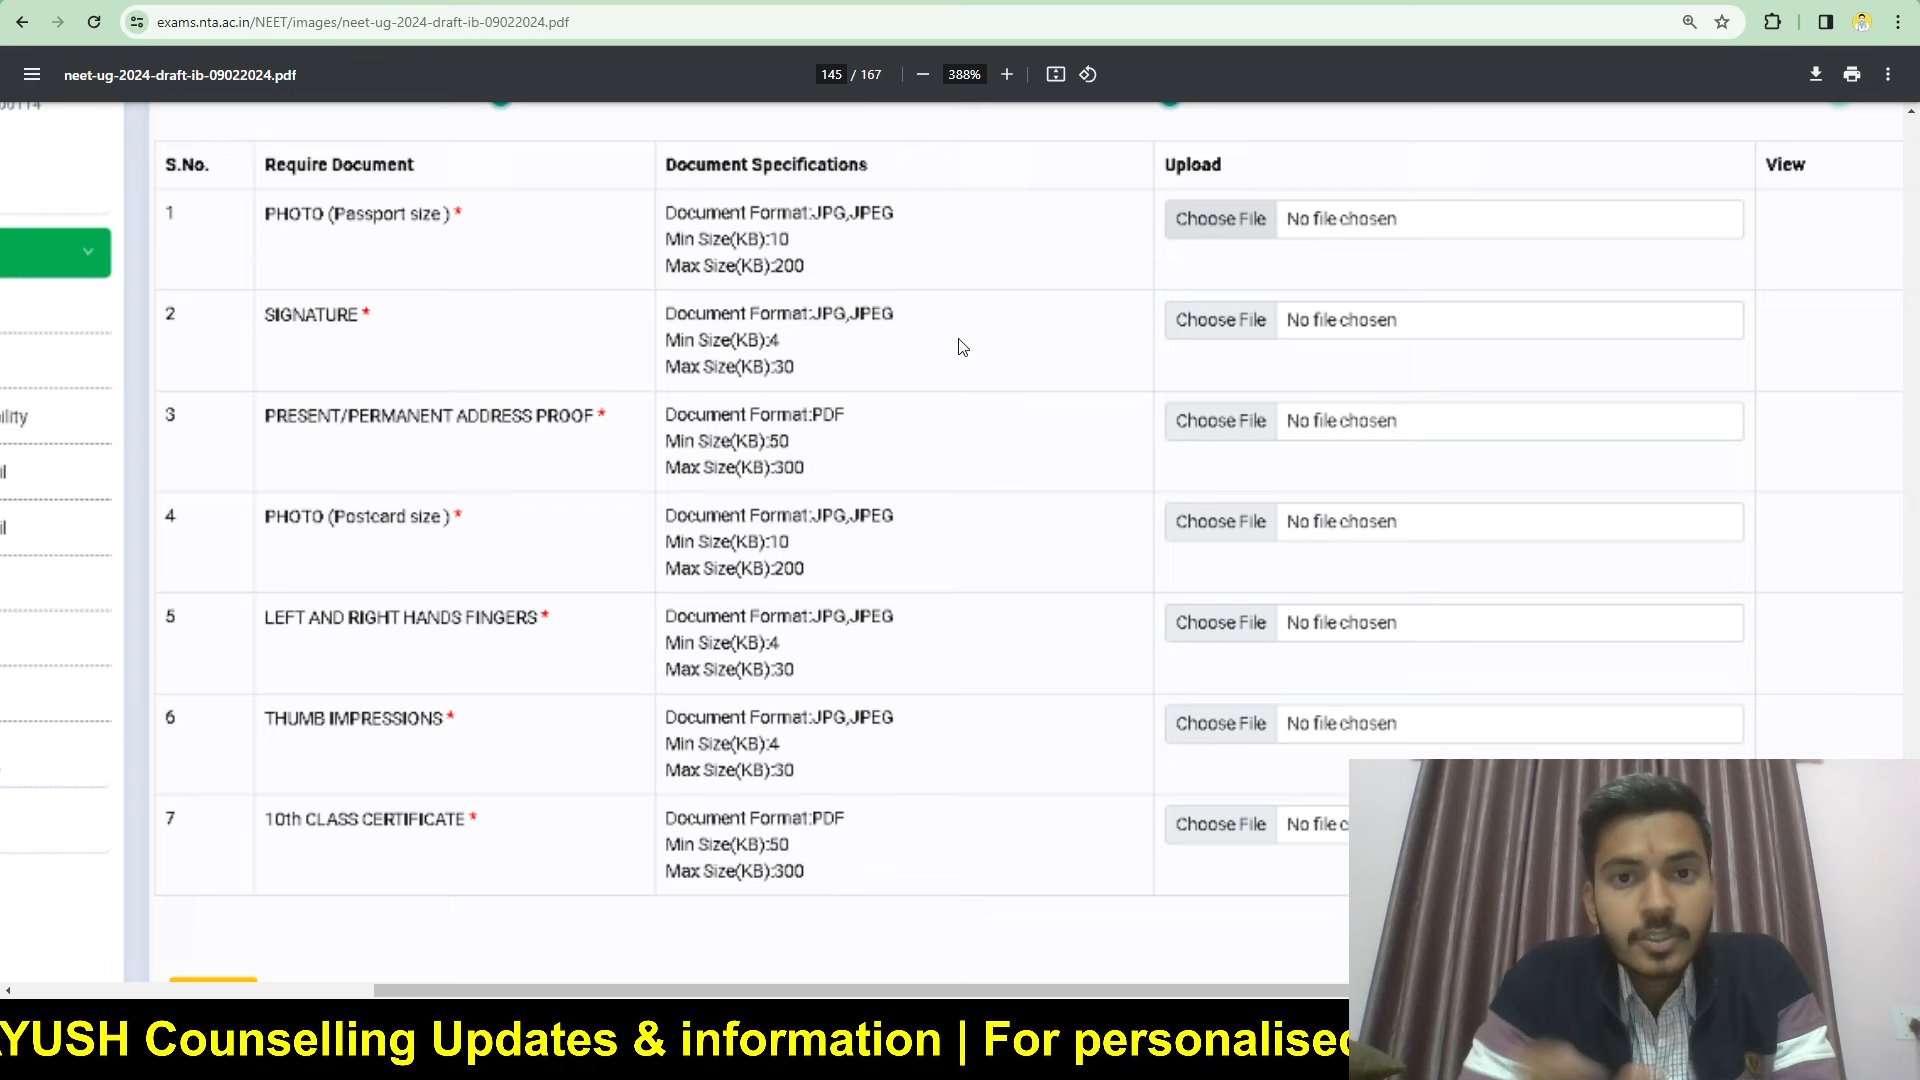 exams.nta.ac.in/NEET/images/neet-ug-2024-draft-ib-09022024.pdf
neet-ug-2024-draft-ib-09022024.pdf
145 / 167
388%
S.No. Require Document Document Specifications Upload View
1 PHOTO (Passport size) * Document Format:JPG,JPEG Choose File No file chosen
Min Size(KB):10
Max Size(KB):200
2 SIGNATURE * Document Format:JPG,JPEG Choose File No file chosen
Min Size(KB):4
Max Size(KB):30
3 PRESENT/PERMANENT ADDRESS PROOF * Document Format:PDF Choose File No file chosen
Min Size(KB):50
Max Size(KB):300
4 PHOTO (Postcard size) * Document Format:JPG,JPEG Choose File No file chosen
Min Size(KB):10
Max Size(KB):200
5 LEFT AND RIGHT HANDS FINGERS * Document Format:JPG,JPEG Choose File No file chosen
Min Size(KB):4
Max Size(KB):30
6 THUMB IMPRESSIONS * Document Format:JPG,JPEG Choose File No file chosen
Min Size(KB):4
Max Size(KB):30
7 10th CLASS CERTIFICATE * Document Format:PDF Choose File No file c
Min Size(KB):50
Max Size(KB):300
YUSH Counselling Updates & information | For personalised